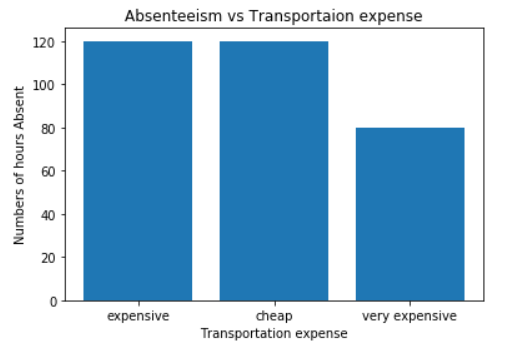 Absenteeism vs Transportaion expense
120
100
80
60
40
20
0
Numbers of hours Absent
expensive cheap very expensive
Transportation expense